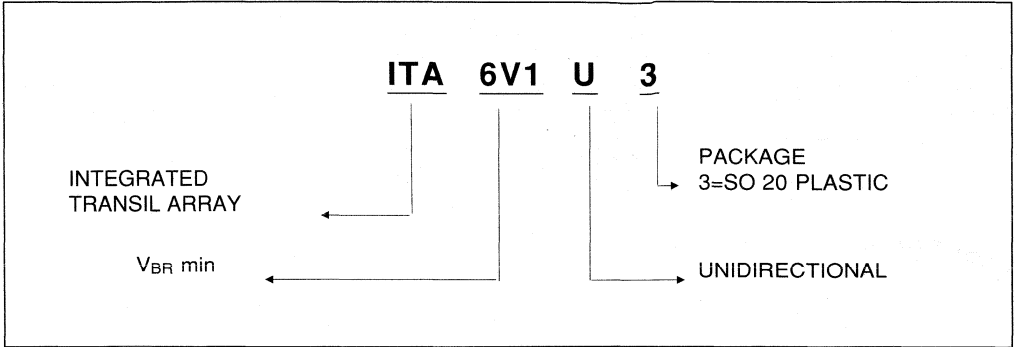 ITA 6V1 U 3
INTEGRATED
TRANSIL ARRAY
PACKAGE
3=SO 20 PLASTIC
VBR min
UNIDIRECTIONAL